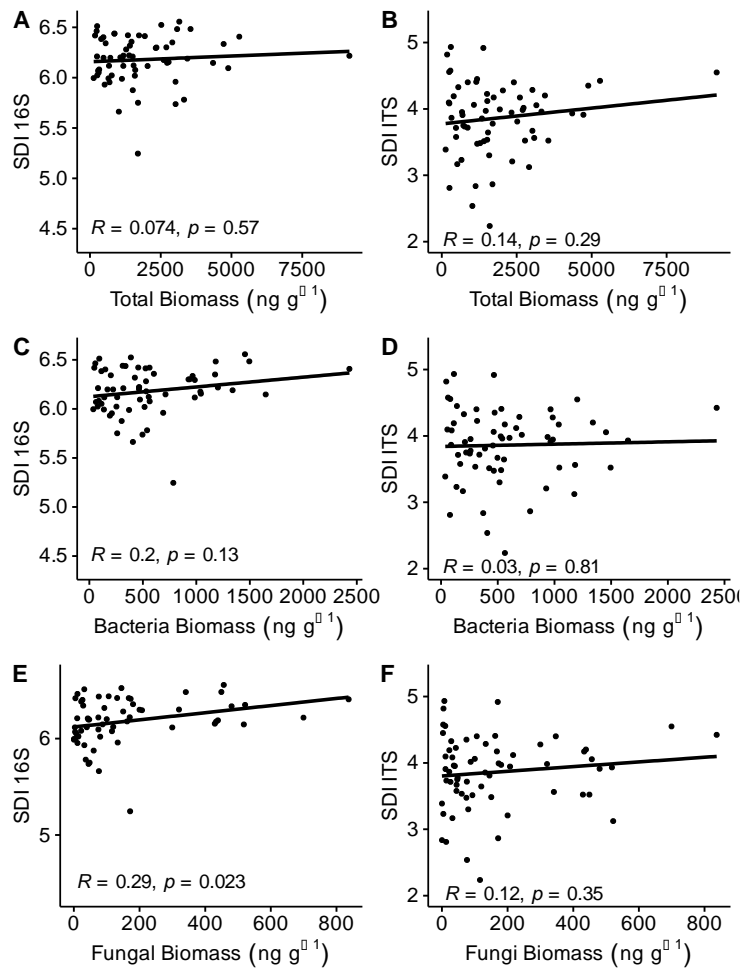 A
SDI 16S
6.5
6.0
5.5
5.0
4.5
R = 0.074, p = 0.57
0 2500 5000 7500
Total Biomass (ng g▯ 1)
B
SDI ITS
5
4
3
2
R = 0.14, p = 0.29
0 2500 5000 7500
Total Biomass (ng g▯ 1)
C
SDI 16S
6.5
6.0
5.5
5.0
4.5
R = 0.2, p = 0.13
0 500 1000 1500 2000 2500
Bacteria Biomass (ng g▯ 1)
D
SDI ITS
5
4
3
2
R = 0.03, p = 0.81
0 500 1000 1500 2000 250
Bacteria Biomass (ng g▯ 1)
E
SDI 16S
6
5
R = 0.29, p = 0.023
0 200 400 600 800
Fungal Biomass (ng g▯ 1)
F
SDI ITS
5
4
3
2
R = 0.12, p = 0.35
0 200 400 600 800
Fungi Biomass (ng g▯ 1)